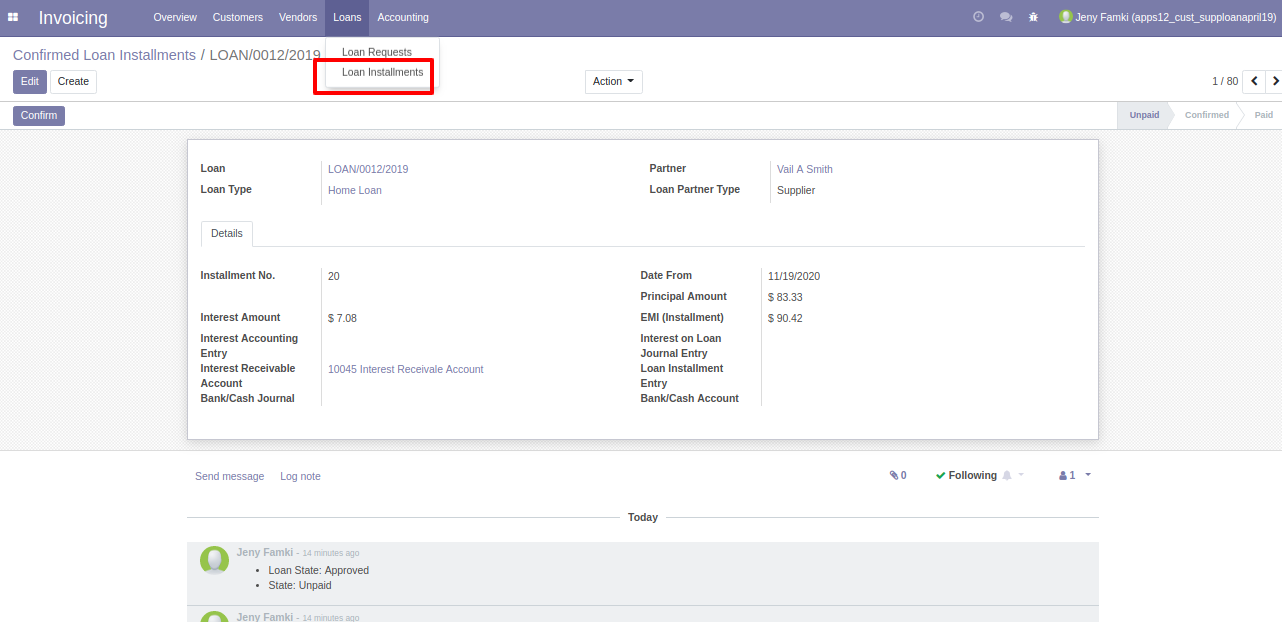 Invoicing Overview Customers Vendors Loans Accounting Jeny Famki (apps12_cust_supploanapril19)
Confirmed Loan Installments / LOAN/0012/2019
Loan Requests
Loan Installments
Edit Create Action 1 / 80
Confirm Unpaid Confirmed Paid
Loan LOAN/0012/2019 Partner Vail A Smith
Loan Type Home Loan Loan Partner Type Supplier
Details
Installment No. 20 Date From 11/19/2020
Principal Amount $ 83.33
Interest Amount $ 7.08 EMI (Installment) $ 90.42
Interest Accounting Interest on Loan
Entry Journal Entry
Interest Receivable 10045 Interest Receivale Account Loan Installment
Account Entry
Bank/Cash Journal Bank/Cash Account
Send message Log note 0 Following 1
Today
Jeny Famki - 14 minutes ago
• Loan State: Approved
• State: Unpaid
Jeny Famki - 14 minutes ago